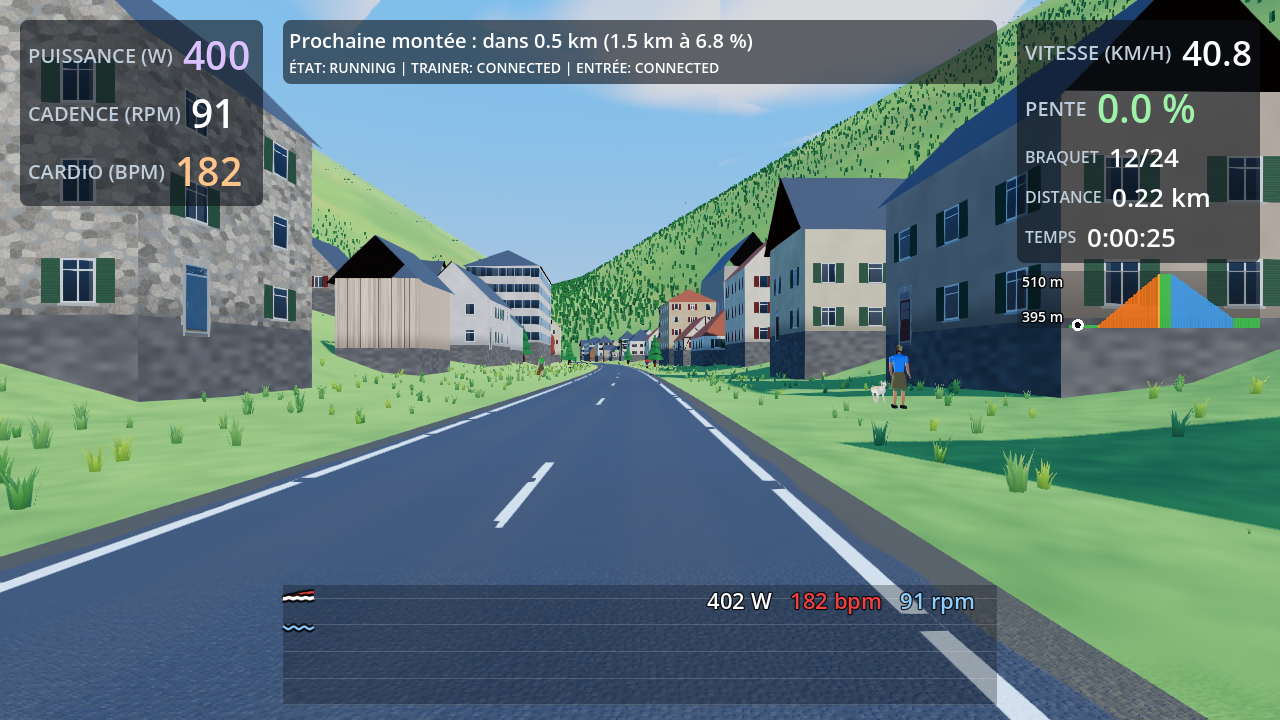 PUISSANCE (W) 400
CADENCE (RPM) 91
CARDIO (BPM) 182
Prochaine montée : dans 0.5 km (1.5 km à 6.8 %)
ÉTAT: RUNNING | TRAINER: CONNECTED | ENTRÉE: CONNECTED
VITESSE (KM/H) 40.8
PENTE 0.0 %
BRAQUET 12/24
DISTANCE 0.22 km
TEMPS 0:00:25
510 m
395 m
402 W 182 bpm 91 rpm